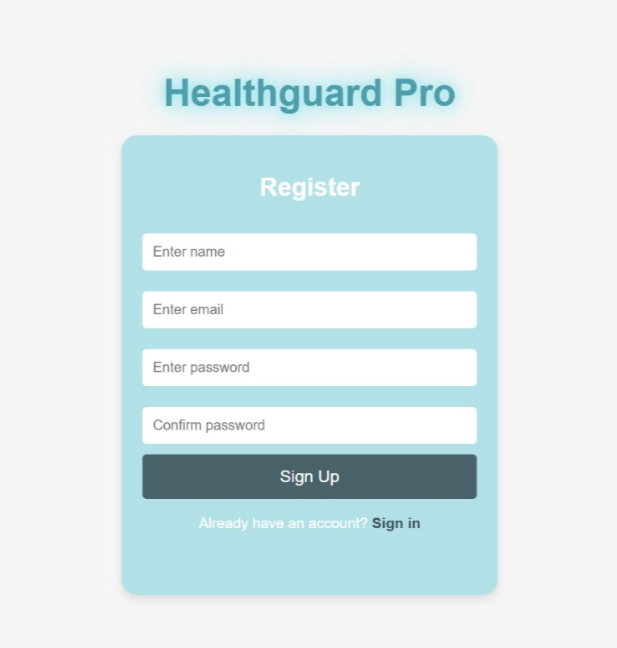 Healthguard Pro
Register
Enter name
Enter email
Enter password
Confirm password
Sign Up
Already have an account? Sign in